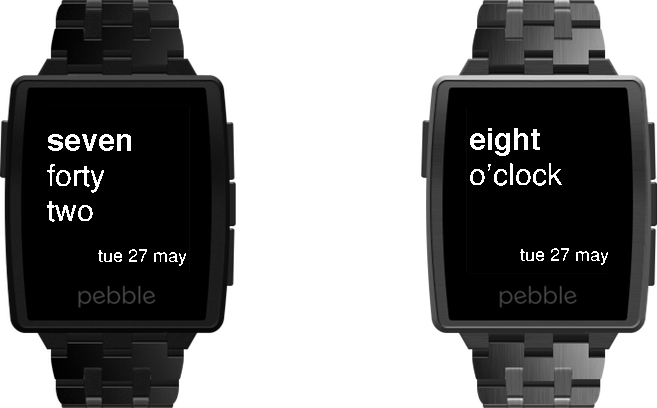 seven
forty
two
tue 27 may
pebble
eight
o'clock
tue 27 may
pebble